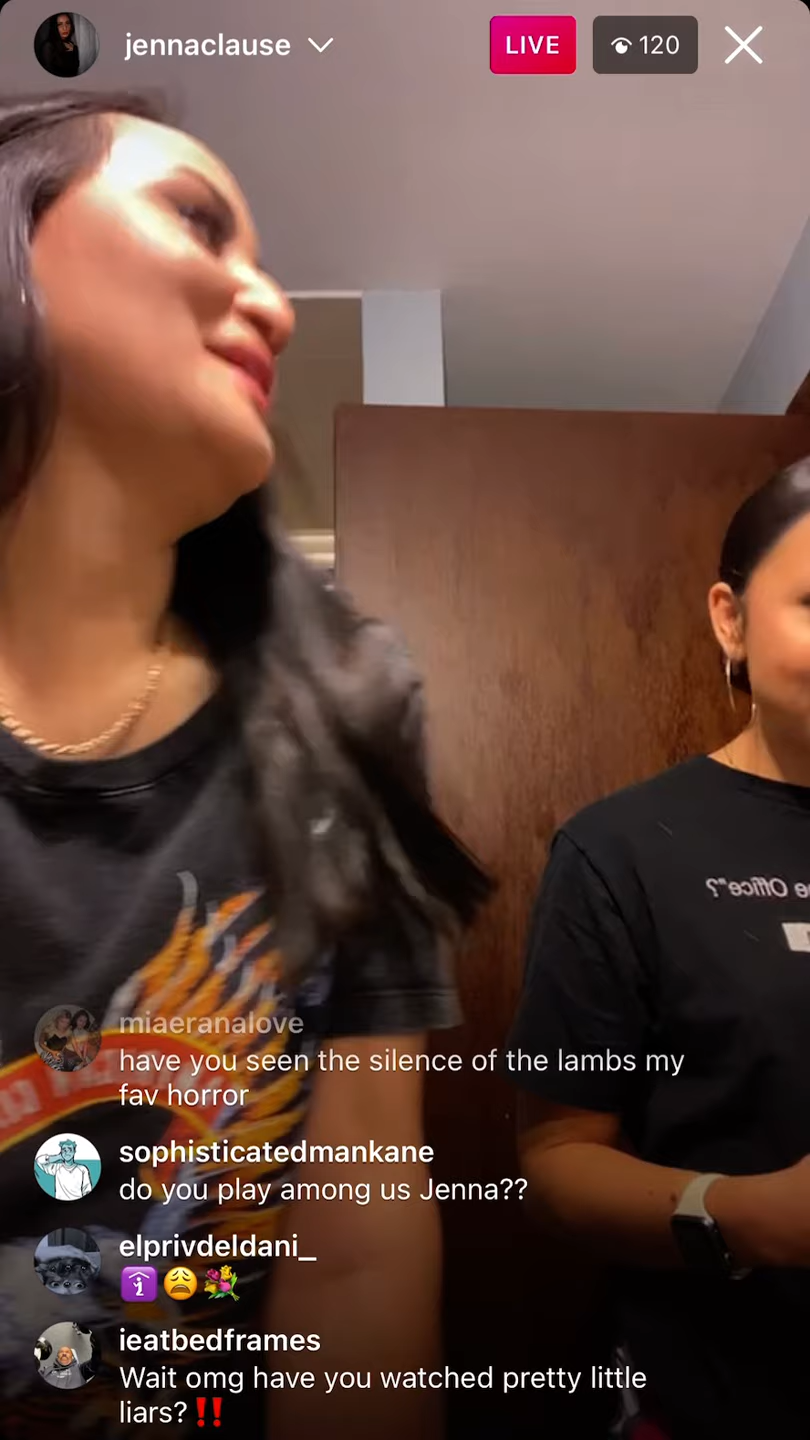 jennaclause
LIVE
120
e Office"?
miaeranalove
have you seen the silence of the lambs my
fav horror
sophisticatedmankane
do you play among us Jenna??
elprivdeldani_
🛐😩💐
ieatbedframes
Wait omg have you watched pretty little
liars?‼️